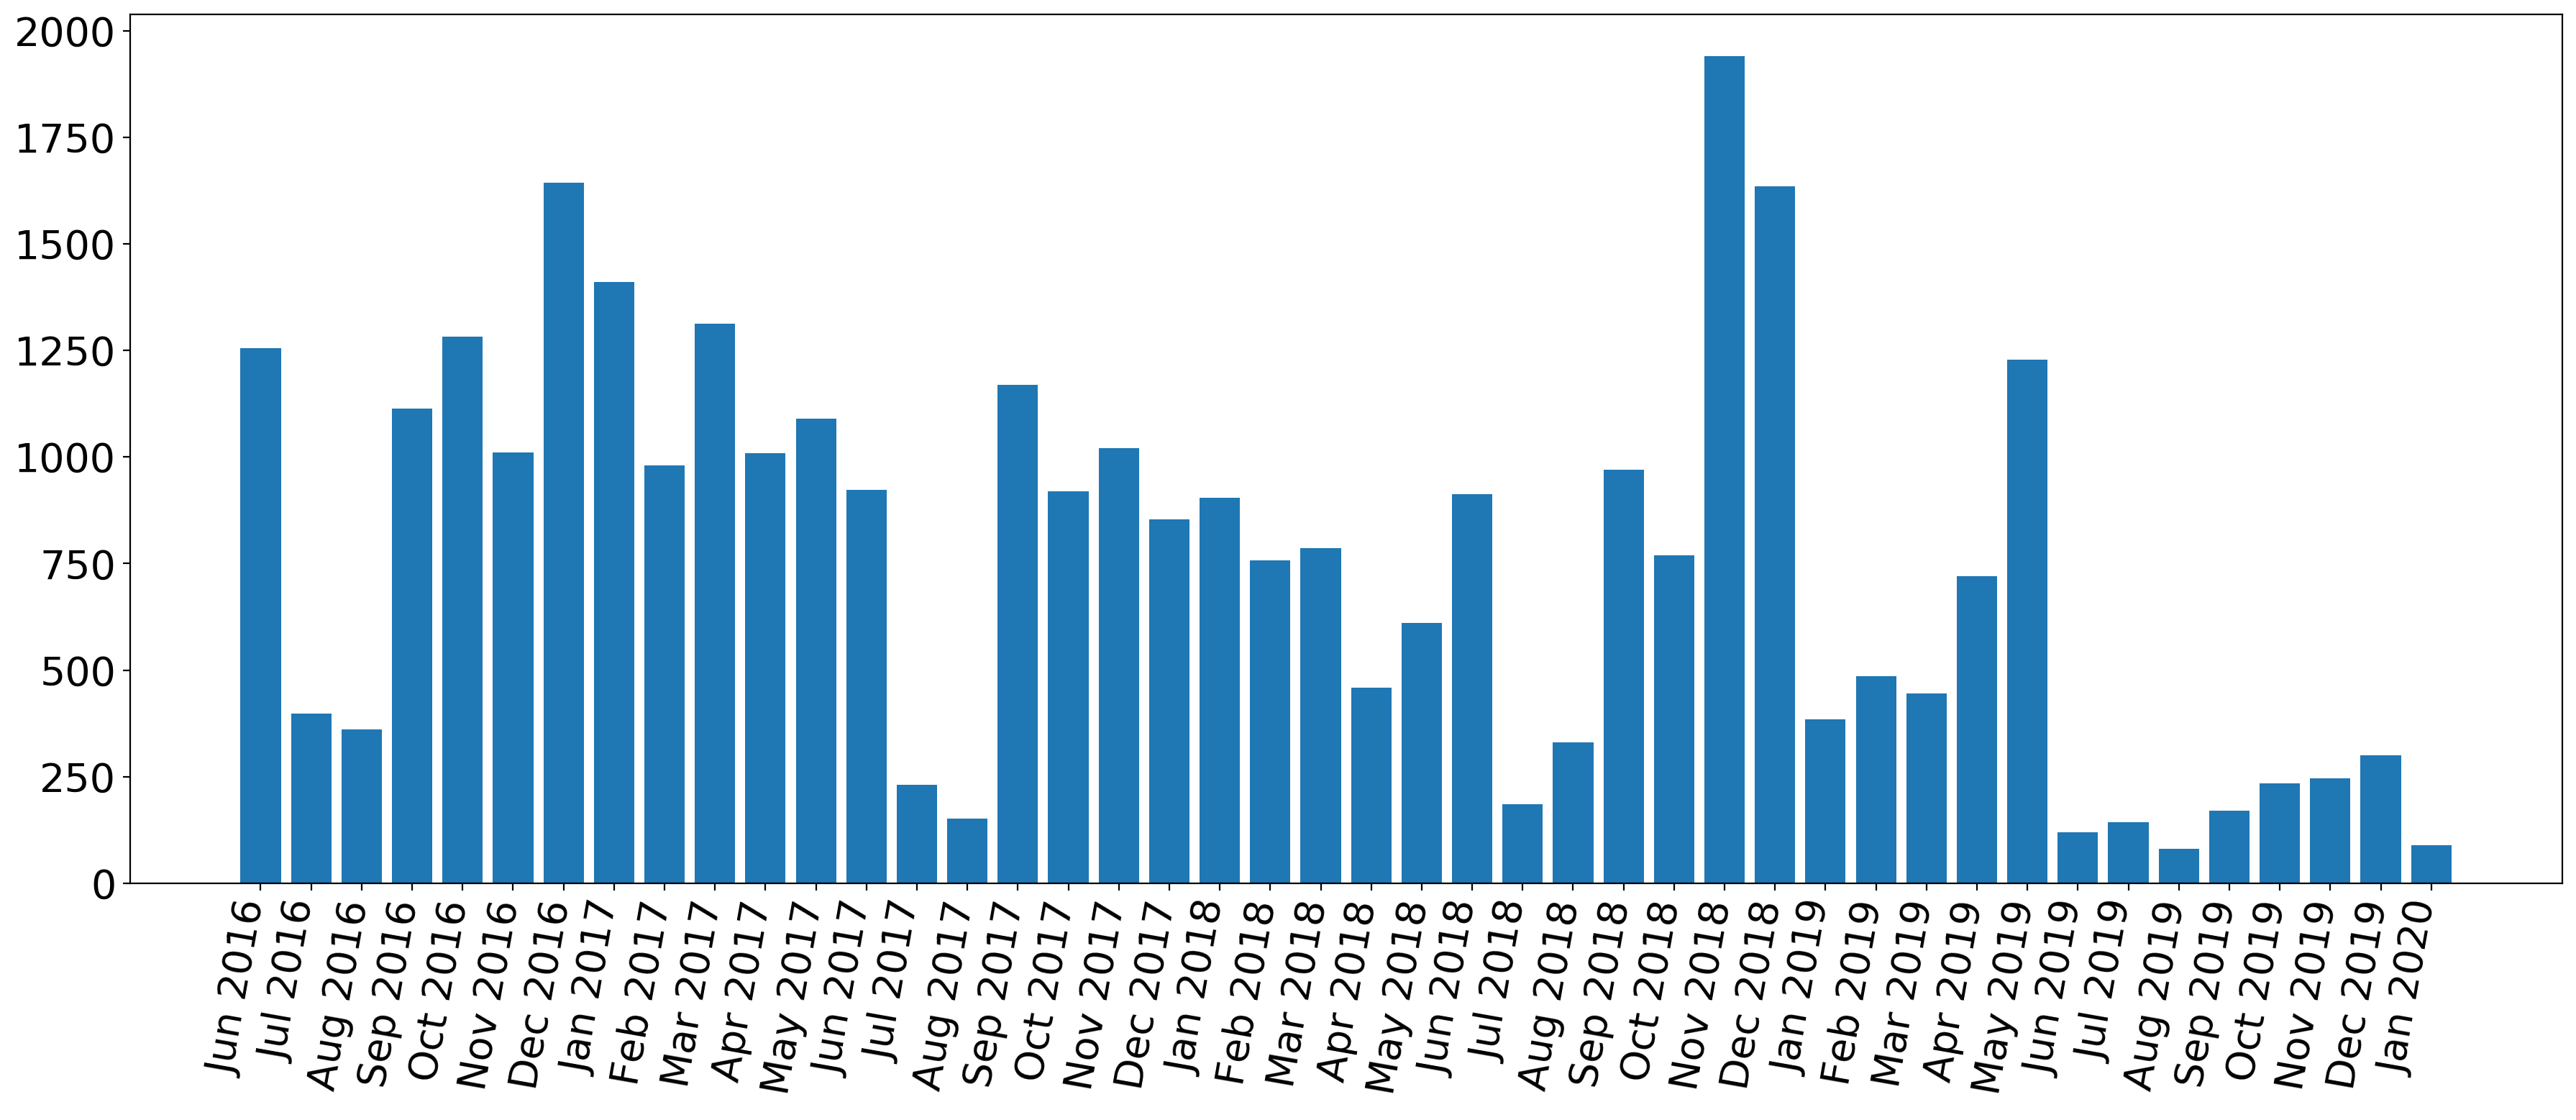 2000
1750
1500
1250
1000
750
500
250
0
Jun 2016
Jul 2016
Aug 2016
Sep 2016
Oct 2016
Nov 2016
Dec 2016
Jan 2017
Feb 2017
Mar 2017
Apr 2017
May 2017
Jun 2017
Jul 2017
Aug 2017
Sep 2017
Oct 2017
Nov 2017
Dec 2017
Jan 2018
Feb 2018
Mar 2018
Apr 2018
May 2018
Jun 2018
Jul 2018
Aug 2018
Sep 2018
Oct 2018
Nov 2018
Dec 2018
Jan 2019
Feb 2019
Mar 2019
Apr 2019
May 2019
Jun 2019
Jul 2019
Aug 2019
Sep 2019
Oct 2019
Nov 2019
Dec 2019
Jan 2020